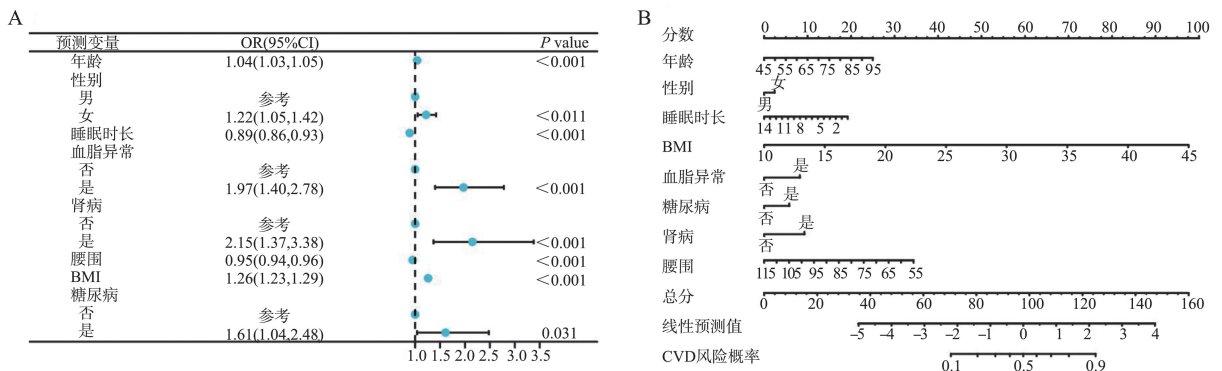 A
预测变量 OR(95%CI) P value
年龄 1.04(1.03,1.05) <0.001
性别
男 参考
女 1.22(1.05,1.42) <0.011
睡眠时长 0.89(0.86,0.93) <0.001
血脂异常
否 参考
是 1.97(1.40,2.78) <0.001
肾病
否 参考
是 2.15(1.37,3.38) <0.001
腰围 0.95(0.94,0.96) <0.001
BMI 1.26(1.23,1.29) <0.001
糖尿病
否 参考
是 1.61(1.04,2.48) 0.031
1.0 1.5 2.0 2.5 3.0 3.5
B
分数 0 10 20 30 40 50 60 70 80 90 100
年龄
45 55 65 75 85 95
性别 女
男
睡眠时长
14 11 8 5 2
BMI
10 15 20 25 30 35 40 45
血脂异常 是
否
糖尿病 是
否
肾病 是
否
腰围
115 105 95 85 75 65 55
总分
0 20 40 60 80 100 120 140 160
线性预测值
−5 −4 −3 −2 −1 0 1 2 3 4
CVD风险概率
0.1 0.5 0.9